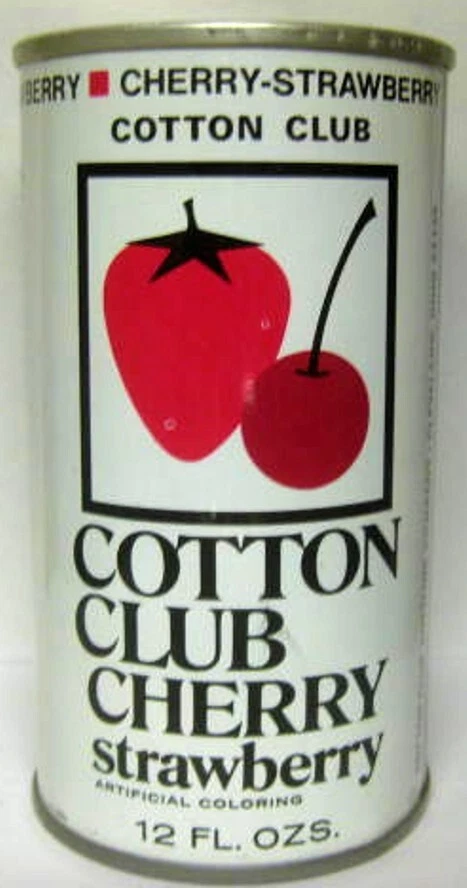 BERRY ■ CHERRY-STRAWBERRY
COTTON CLUB
COTTON
CLUB
CHERRY
strawberry
ARTIFICIAL COLORING
12 FL. OZS.